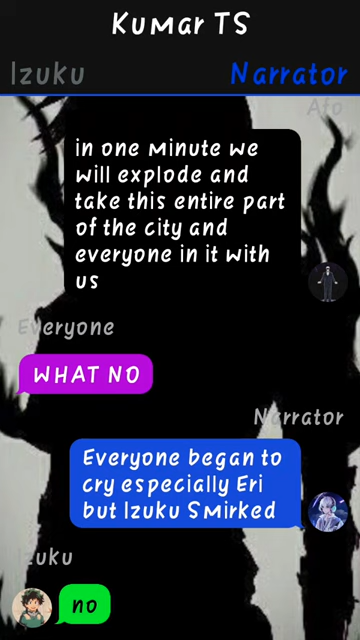 Kumar TS
Izuku Narrator
Afo
in one minute we
will explode and
take this entire part
of the city and
everyone in it with
us
Everyone
WHAT NO
Narrator
Everyone began to
cry especially Eri
but Izuku Smirked
Izuku
no